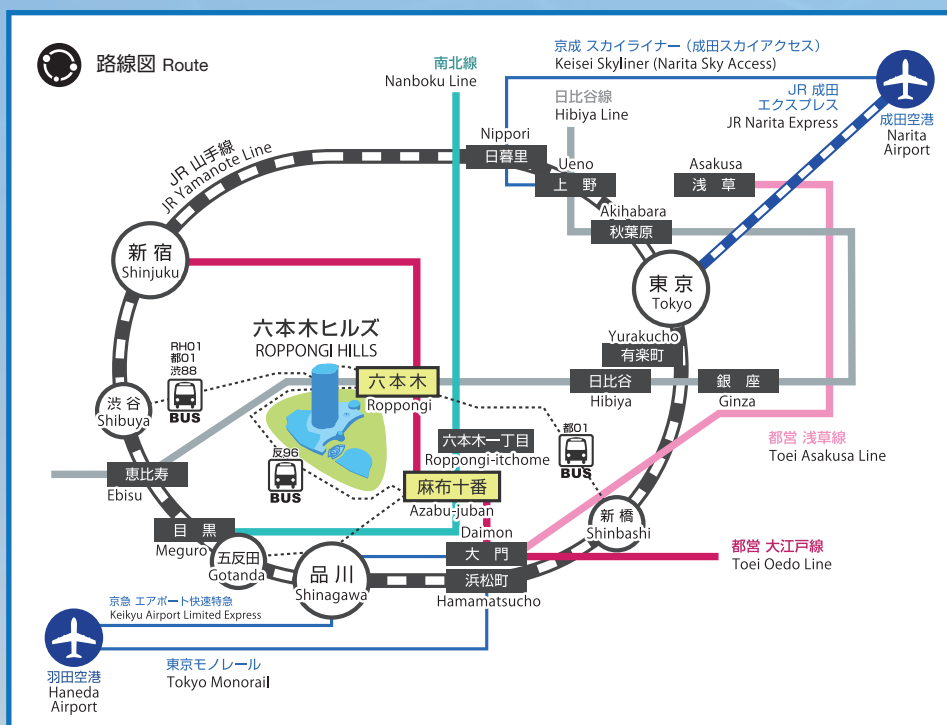 路線図 Route
南北線
Nanboku Line
京成 スカイライナー（成田スカイアクセス）
Keisei Skyliner (Narita Sky Access)
日比谷線
Hibiya Line
JR 成田
エクスプレス
JR Narita Express
成田空港
Narita
Airport
JR 山手線
JR Yamanote Line
Nippori
日暮里
Ueno
上野
Asakusa
浅草
Akihabara
秋葉原
新宿
Shinjuku
東京
Tokyo
六本木ヒルズ
ROPPONGI HILLS
Yurakucho
有楽町
RH01
都01
渋88
BUS
六本木
Roppongi
日比谷
Hibiya
銀座
Ginza
渋谷
Shibuya
六本木一丁目
Roppongi-itchome
都01
BUS
反96
BUS
都営 浅草線
Toei Asakusa Line
恵比寿
Ebisu
麻布十番
Azabu-juban
新橋
Shinbashi
目黒
Meguro
Daimon
大門
五反田
Gotanda
品川
Shinagawa
浜松町
Hamamatsucho
都営 大江戸線
Toei Oedo Line
京急 エアポート快速特急
Keikyu Airport Limited Express
羽田空港
Haneda
Airport
東京モノレール
Tokyo Monorail